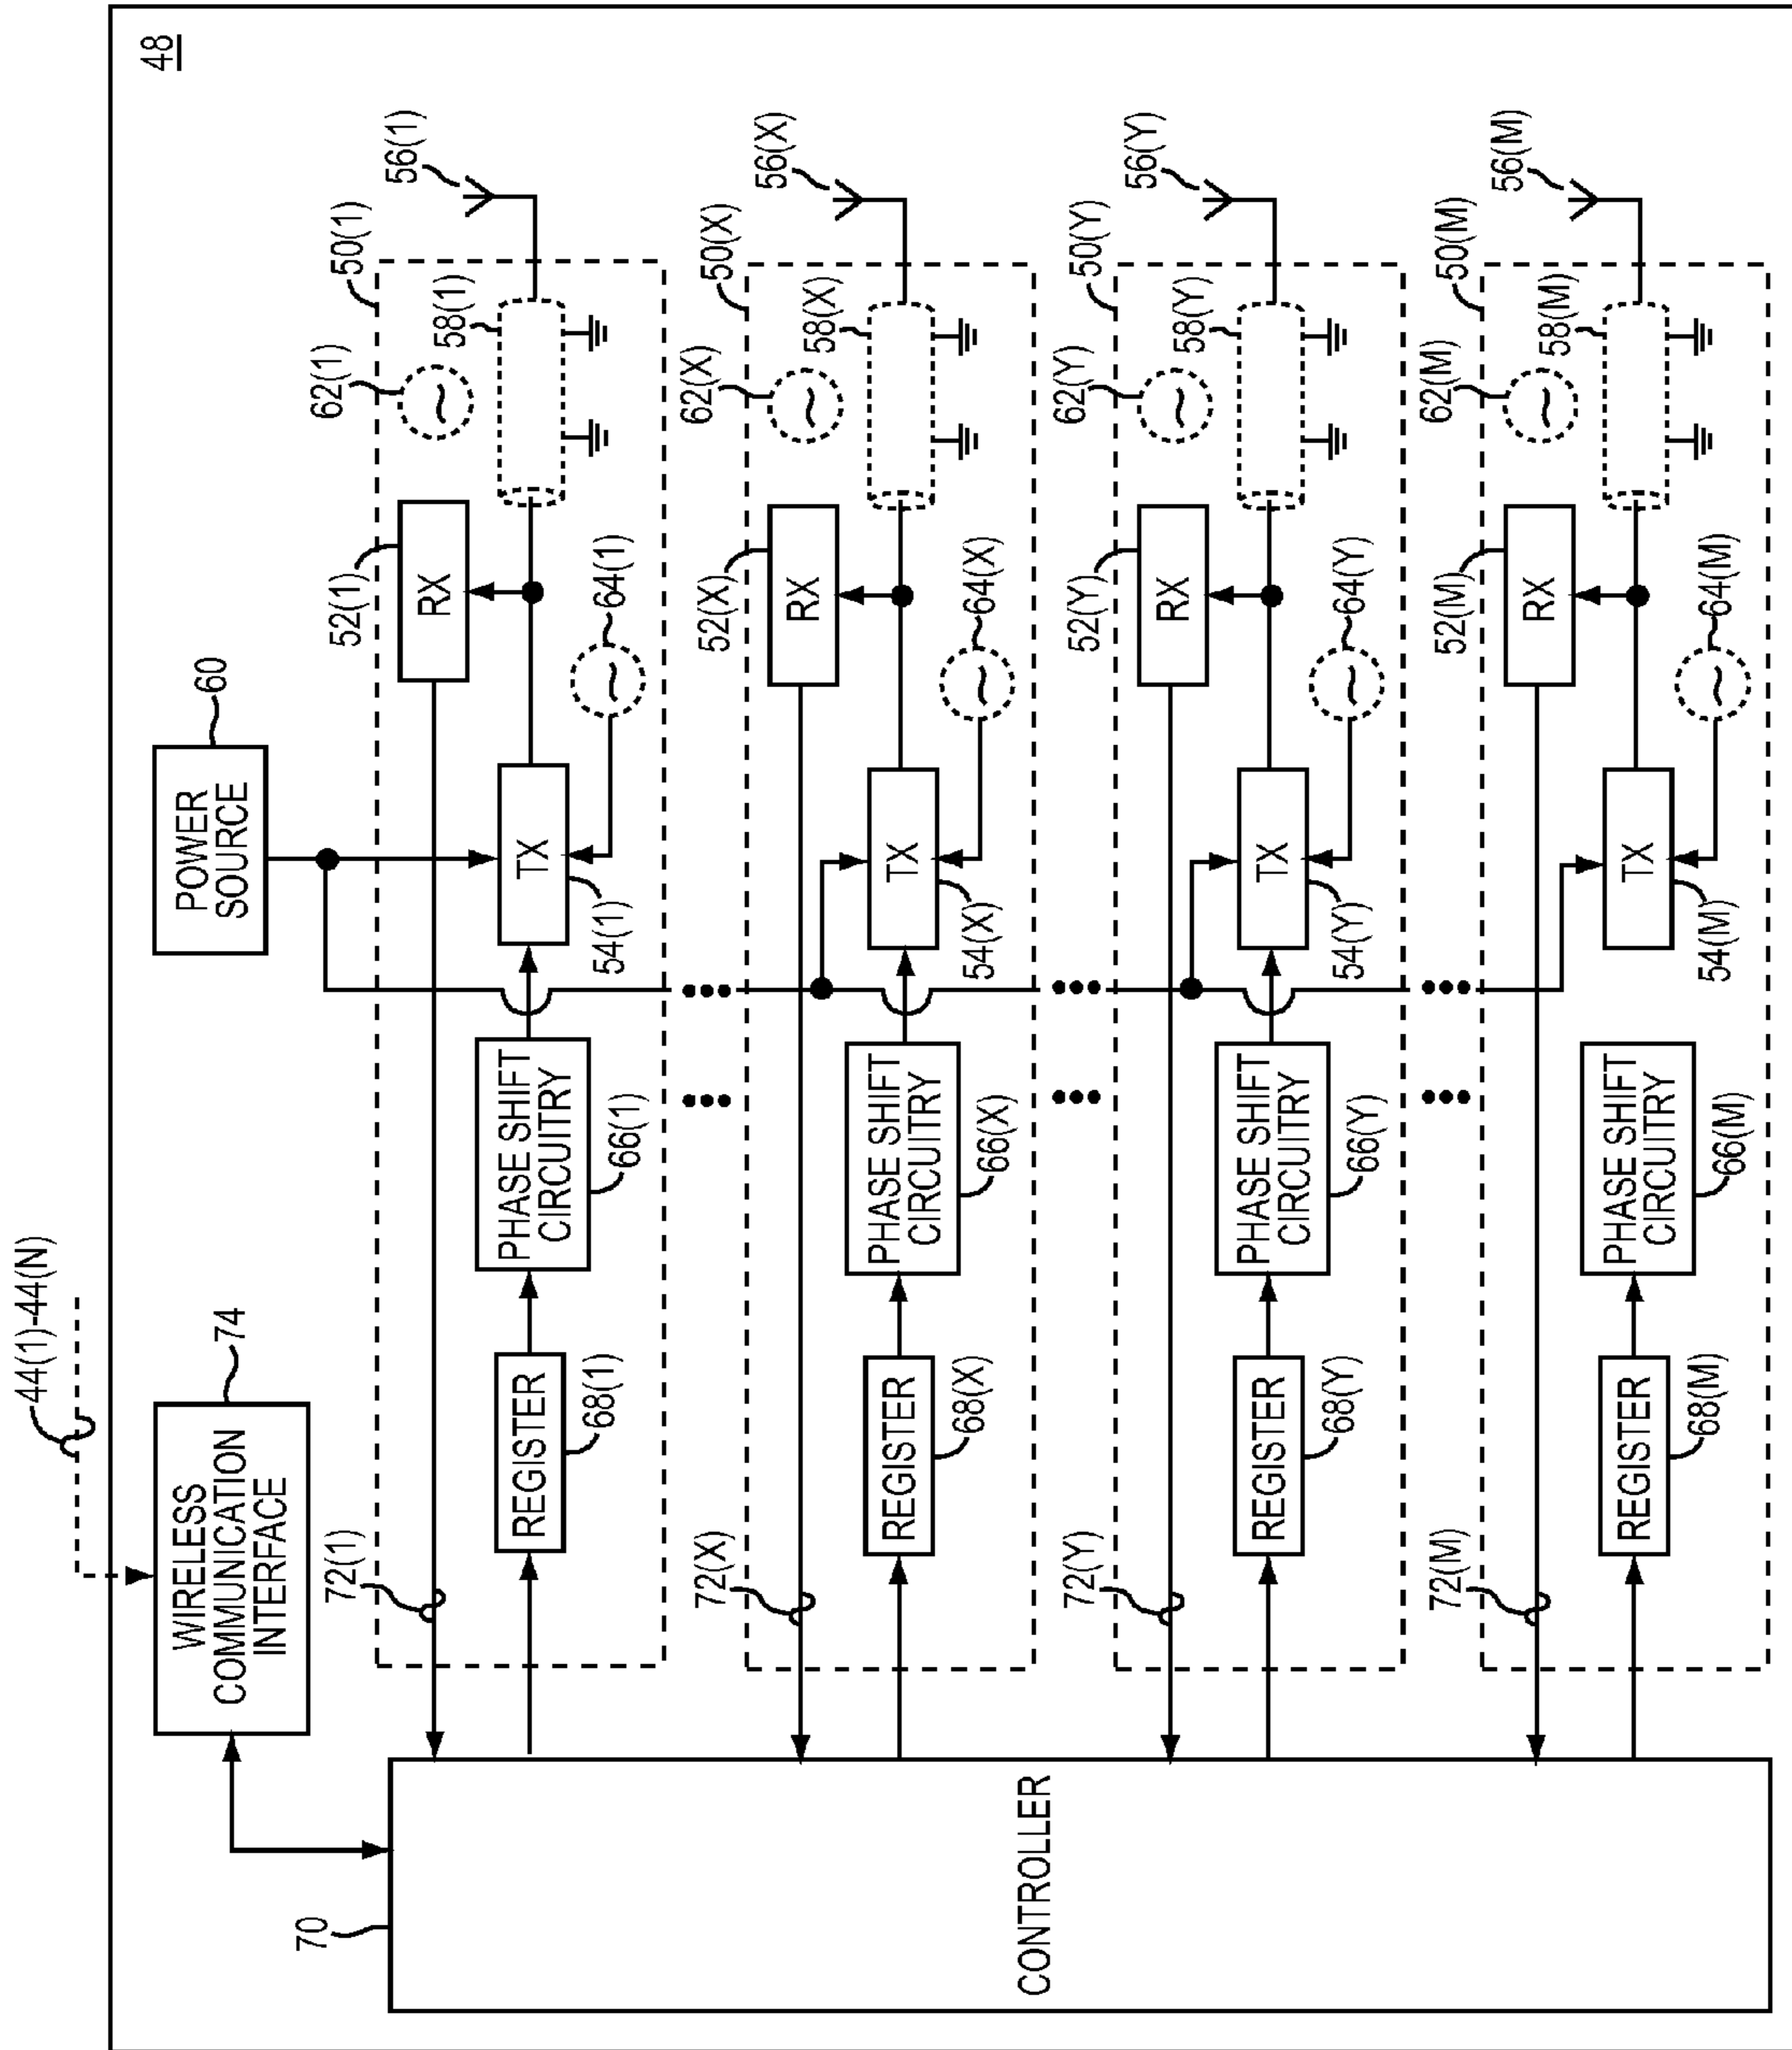 48
44(1)-44(N)
WIRELESS
COMMUNICATION
INTERFACE
74
POWER
SOURCE
60
70
CONTROLLER
72(1)
REGISTER
68(1)
PHASE SHIFT
CIRCUITRY
66(1)
TX
54(1)
RX
52(1)
64(1)
62(1)
58(1)
50(1)
56(1)
72(X)
REGISTER
68(X)
PHASE SHIFT
CIRCUITRY
66(X)
TX
54(X)
RX
52(X)
64(X)
62(X)
58(X)
50(X)
56(X)
72(Y)
REGISTER
68(Y)
PHASE SHIFT
CIRCUITRY
66(Y)
TX
54(Y)
RX
52(Y)
64(Y)
62(Y)
58(Y)
50(Y)
56(Y)
72(M)
REGISTER
68(M)
PHASE SHIFT
CIRCUITRY
66(M)
TX
54(M)
RX
52(M)
64(M)
62(M)
58(M)
50(M)
56(M)